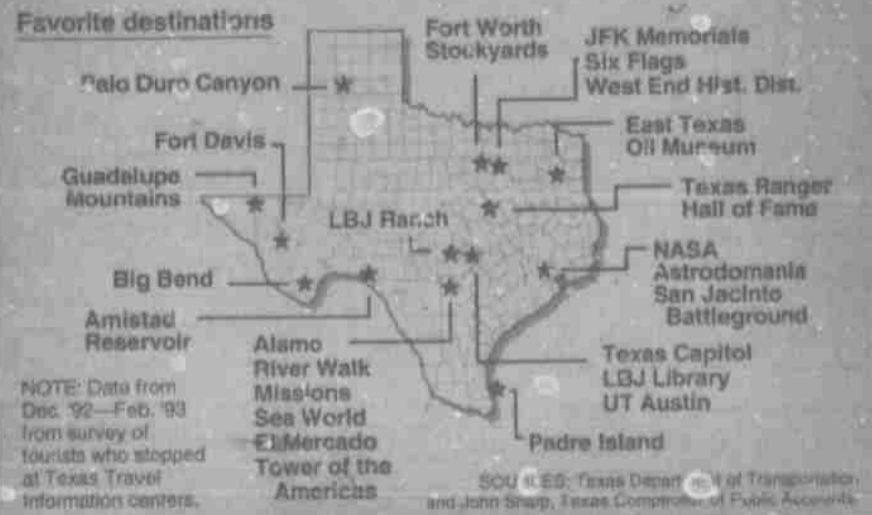 Favorite destinations
Fort Worth
Stockyards
JFK Memorials
Six Flags
West End Hist. Dist.
Palo Duro Canyon
East Texas
Oil Museum
Fort Davis
Guadalupe
Mountains
Texas Ranger
Hall of Fame
LBJ Ranch
NASA
Astrodomania
San Jacinto
Battleground
Big Bend
Amistad
Reservoir
Alamo
River Walk
Missions
Sea World
El Mercado
Tower of the
Americas
Texas Capitol
LBJ Library
UT Austin
Padre Island
NOTE: Data from
Dec. '92—Feb. '93
from survey of
tourists who stopped
at Texas Travel
Information centers.
SOURCES: Texas Department of Transportation
and John Sharp, Texas Comptroller of Public Accounts